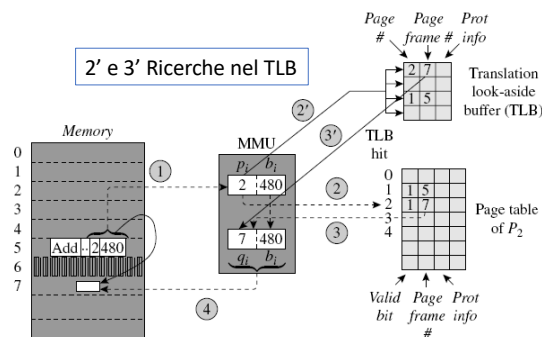 Page Page Prot
# frame # info
2' e 3' Ricerche nel TLB
2 7
1 5
Translation
look-aside
buffer (TLB)
2'
3'
TLB
hit
Memory
MMU
0
1
2
3
4
5
6
7
1
p_i b_i
2 480
2
Add ·· 2 480
7 480
q_i b_i
3
4
0
1
2
3
4
1 5
1 7
Page table
of P_2
Valid Page Prot
bit frame info
#